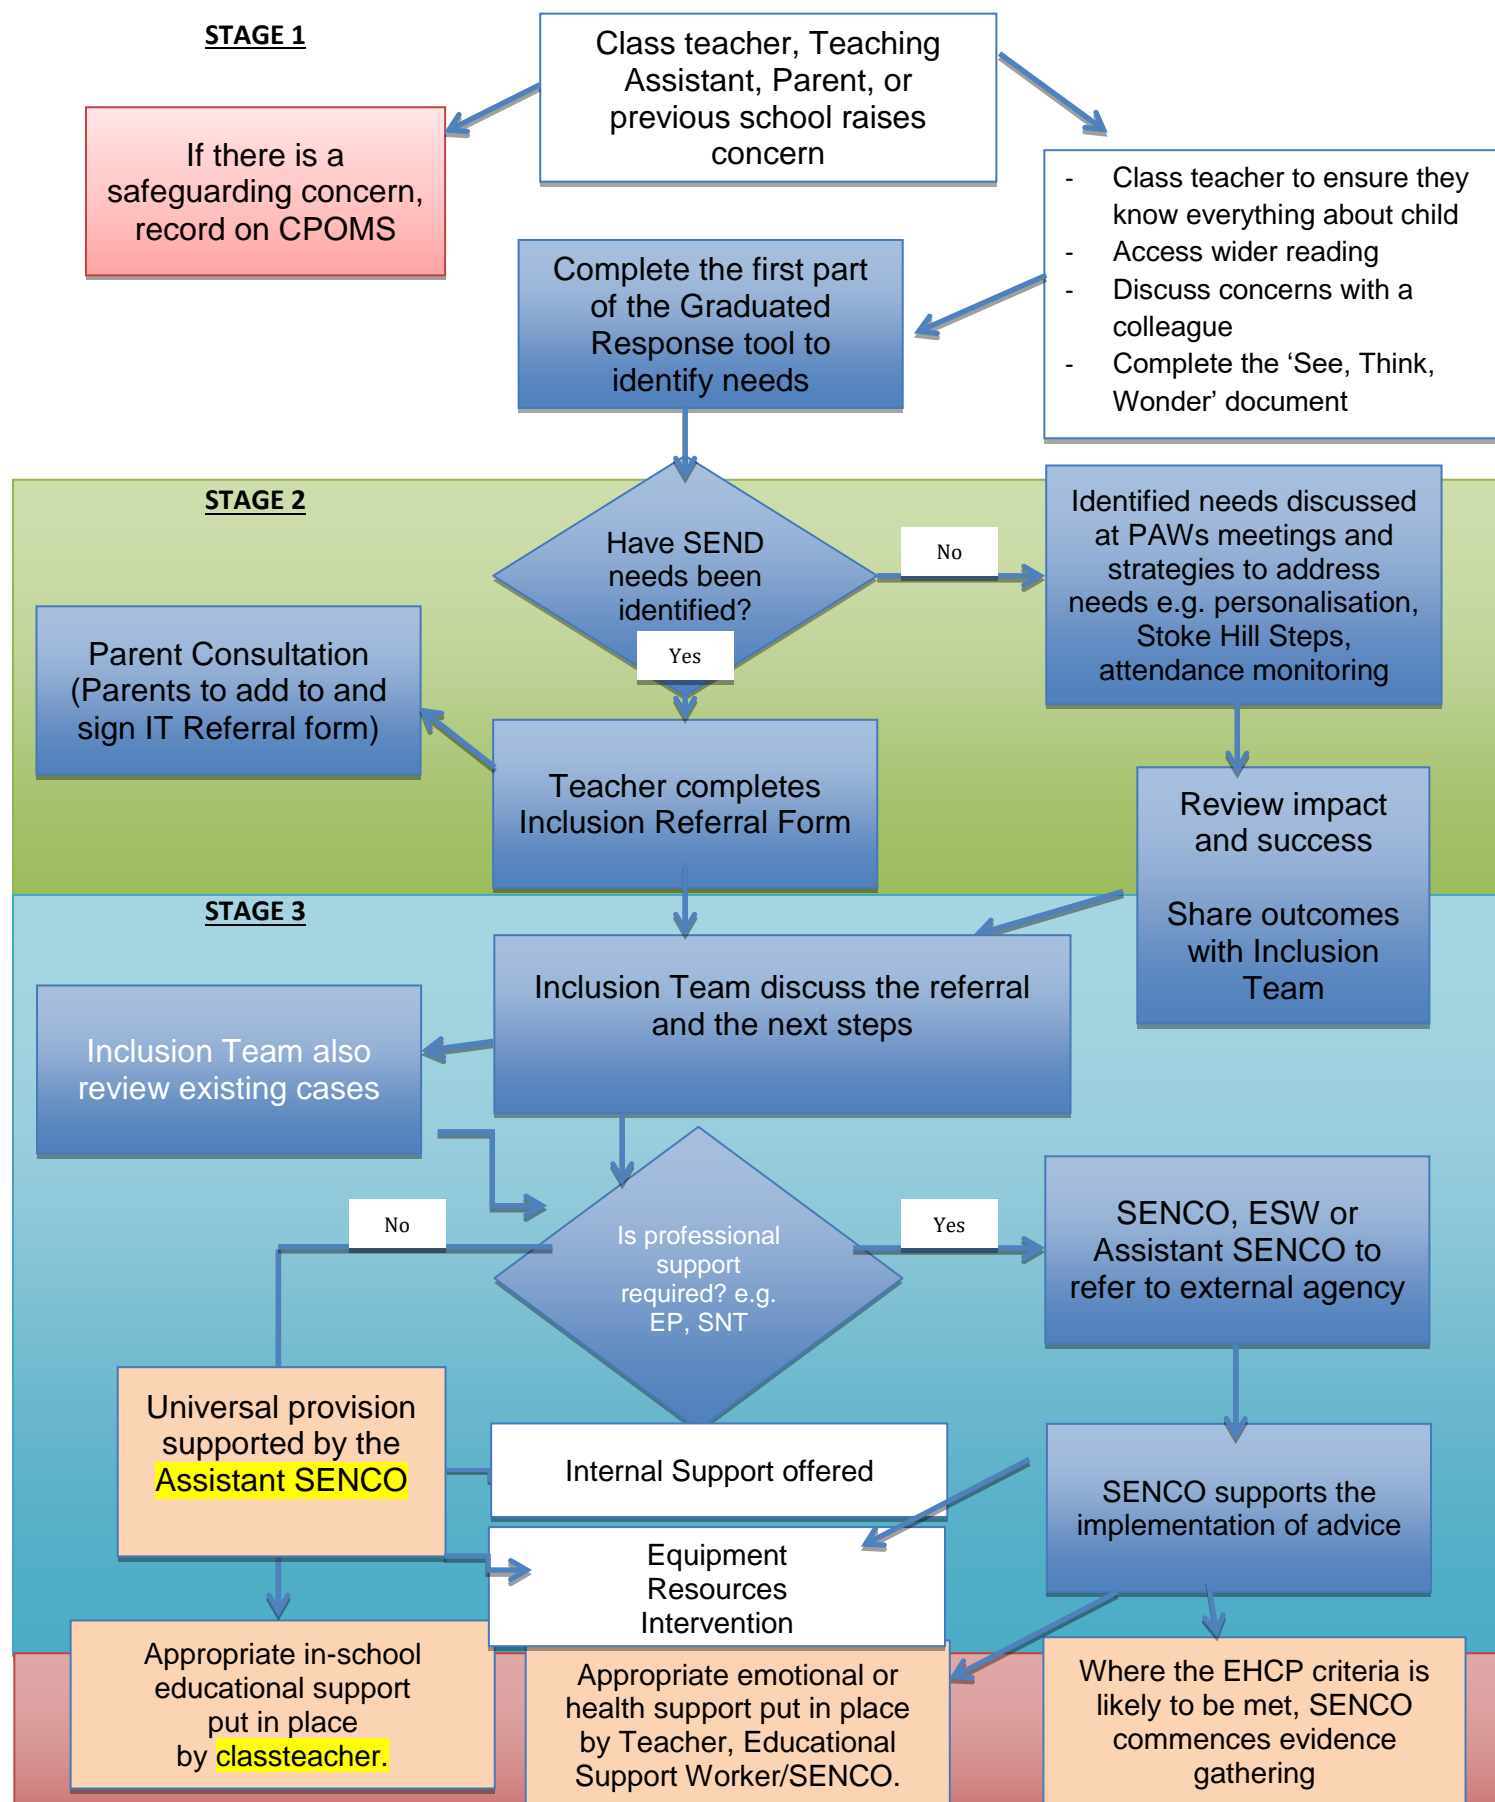 STAGE 1
Class teacher, Teaching
Assistant, Parent, or
previous school raises
concern
If there is a
safeguarding concern,
record on CPOMS
- Class teacher to ensure they
know everything about child
- Access wider reading
- Discuss concerns with a
colleague
- Complete the ‘See, Think,
Wonder’ document
Complete the first part
of the Graduated
Response tool to
identify needs
STAGE 2
Have SEND
needs been
identified?
No
Yes
Identified needs discussed
at PAWs meetings and
strategies to address
needs e.g. personalisation,
Stoke Hill Steps,
attendance monitoring
Parent Consultation
(Parents to add to and
sign IT Referral form)
Teacher completes
Inclusion Referral Form
Review impact
and success
Share outcomes
with Inclusion
Team
STAGE 3
Inclusion Team discuss the referral
and the next steps
Inclusion Team also
review existing cases
No
Is professional
support
required? e.g.
EP, SNT
Yes
SENCO, ESW or
Assistant SENCO to
refer to external agency
Universal provision
supported by the
Assistant SENCO
Internal Support offered
SENCO supports the
implementation of advice
Equipment
Resources
Intervention
Appropriate in-school
educational support
put in place
by classteacher.
Appropriate emotional or
health support put in place
by Teacher, Educational
Support Worker/SENCO.
Where the EHCP criteria is
likely to be met, SENCO
commences evidence
gathering